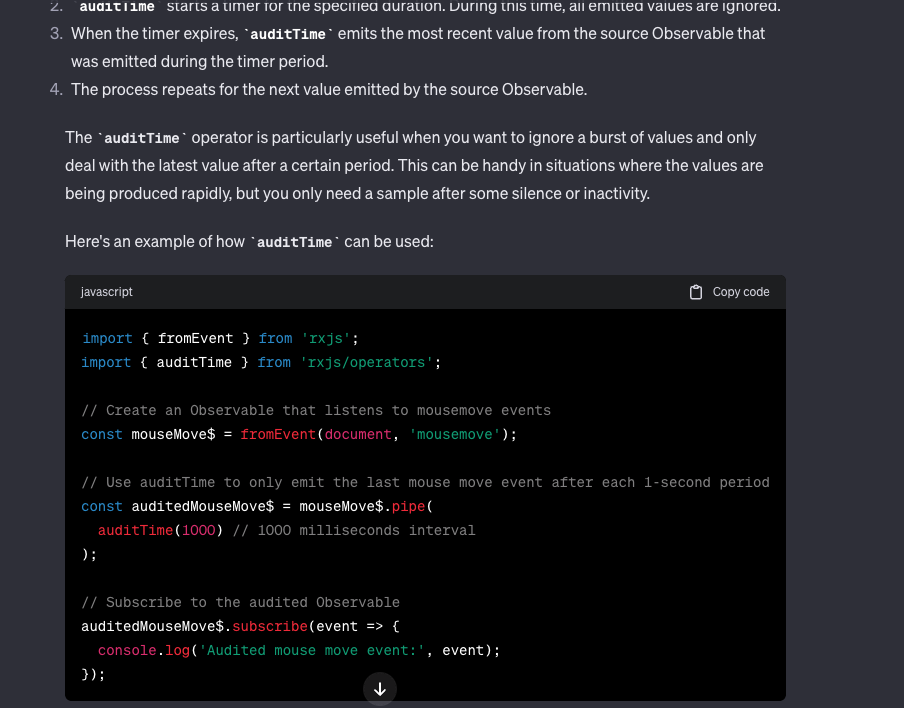 2. `auditTime` starts a timer for the specified duration. During this time, all emitted values are ignored.
3. When the timer expires, `auditTime` emits the most recent value from the source Observable that
was emitted during the timer period.
4. The process repeats for the next value emitted by the source Observable.
The `auditTime` operator is particularly useful when you want to ignore a burst of values and only
deal with the latest value after a certain period. This can be handy in situations where the values are
being produced rapidly, but you only need a sample after some silence or inactivity.
Here's an example of how `auditTime` can be used:
javascript Copy code
import { fromEvent } from 'rxjs';
import { auditTime } from 'rxjs/operators';
// Create an Observable that listens to mousemove events
const mouseMove$ = fromEvent(document, 'mousemove');
// Use auditTime to only emit the last mouse move event after each 1-second period
const auditedMouseMove$ = mouseMove$.pipe(
  auditTime(1000) // 1000 milliseconds interval
);
// Subscribe to the audited Observable
auditedMouseMove$.subscribe(event => {
  console.log('Audited mouse move event:', event);
});